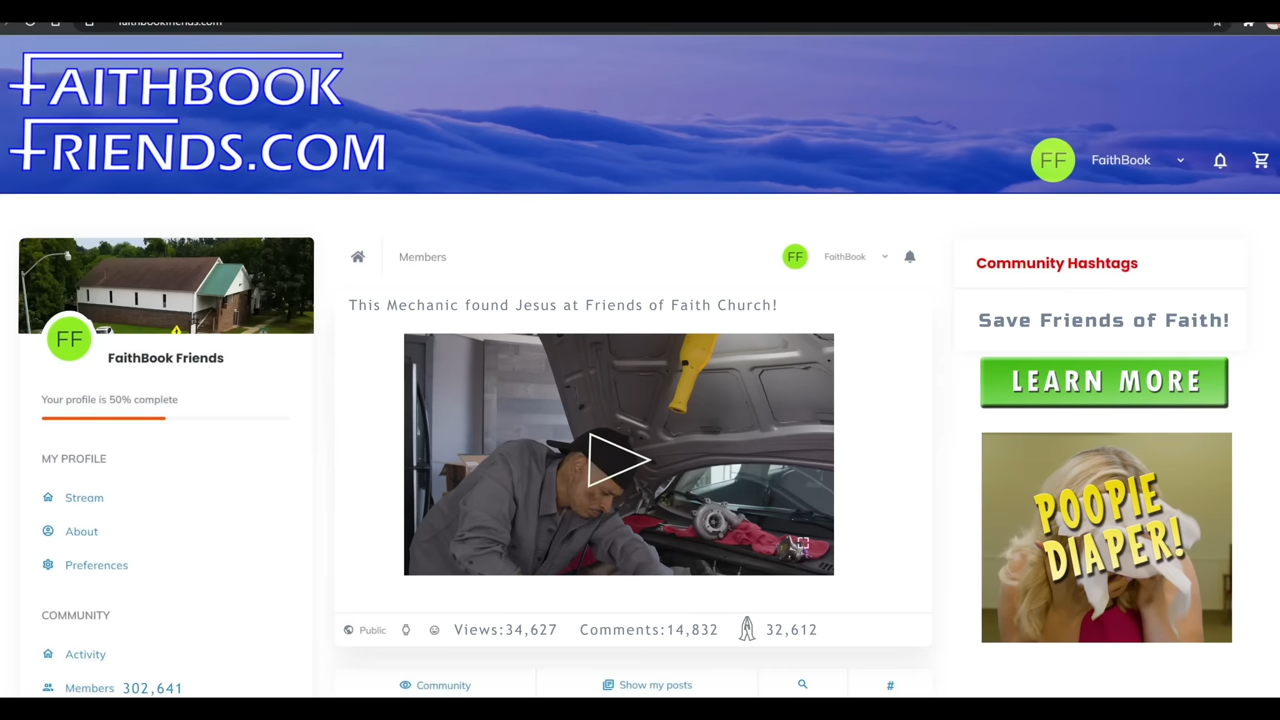 faithbookfriends.com
FAITHBOOK
FRIENDS.COM
FF FaithBook
FF
FaithBook Friends
Your profile is 50% complete
MY PROFILE
Stream
About
Preferences
COMMUNITY
Activity
Members 302,641
Members
FF FaithBook
This Mechanic found Jesus at Friends of Faith Church!
Public Views:34,627 Comments:14,832 32,612
Community Show my posts #
Community Hashtags
Save Friends of Faith!
LEARN MORE
POOPIE
DIAPER!